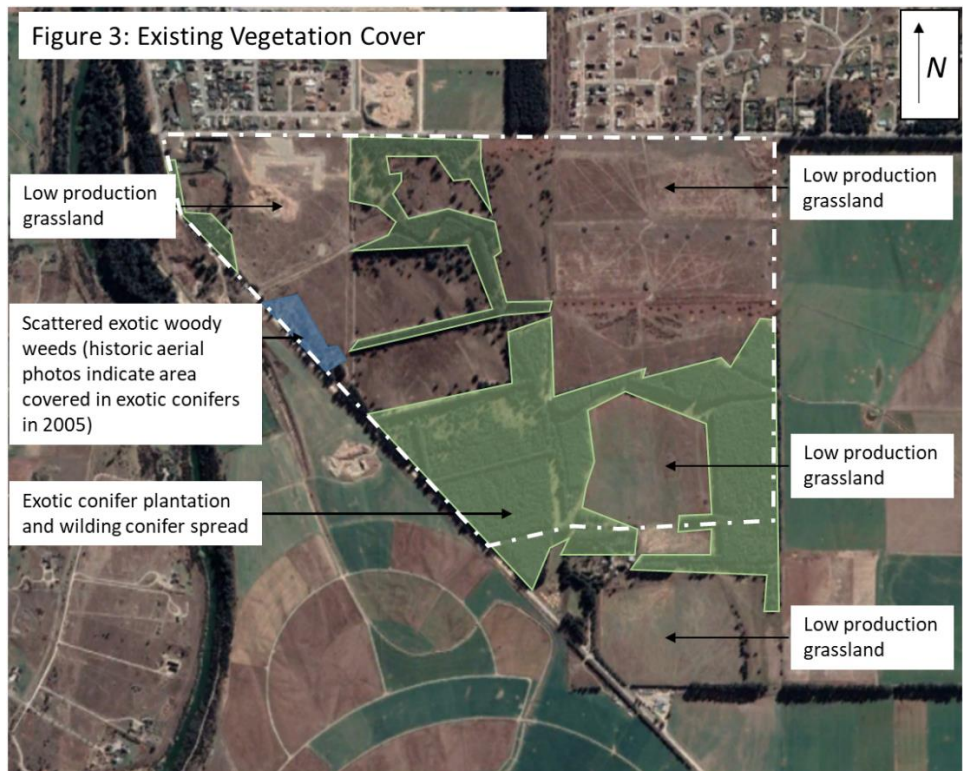 Figure 3: Existing Vegetation Cover
N
Low production
grassland
Low production
grassland
Scattered exotic woody
weeds (historic aerial
photos indicate area
covered in exotic conifers
in 2005)
Low production
grassland
Exotic conifer plantation
and wilding conifer spread
Low production
grassland